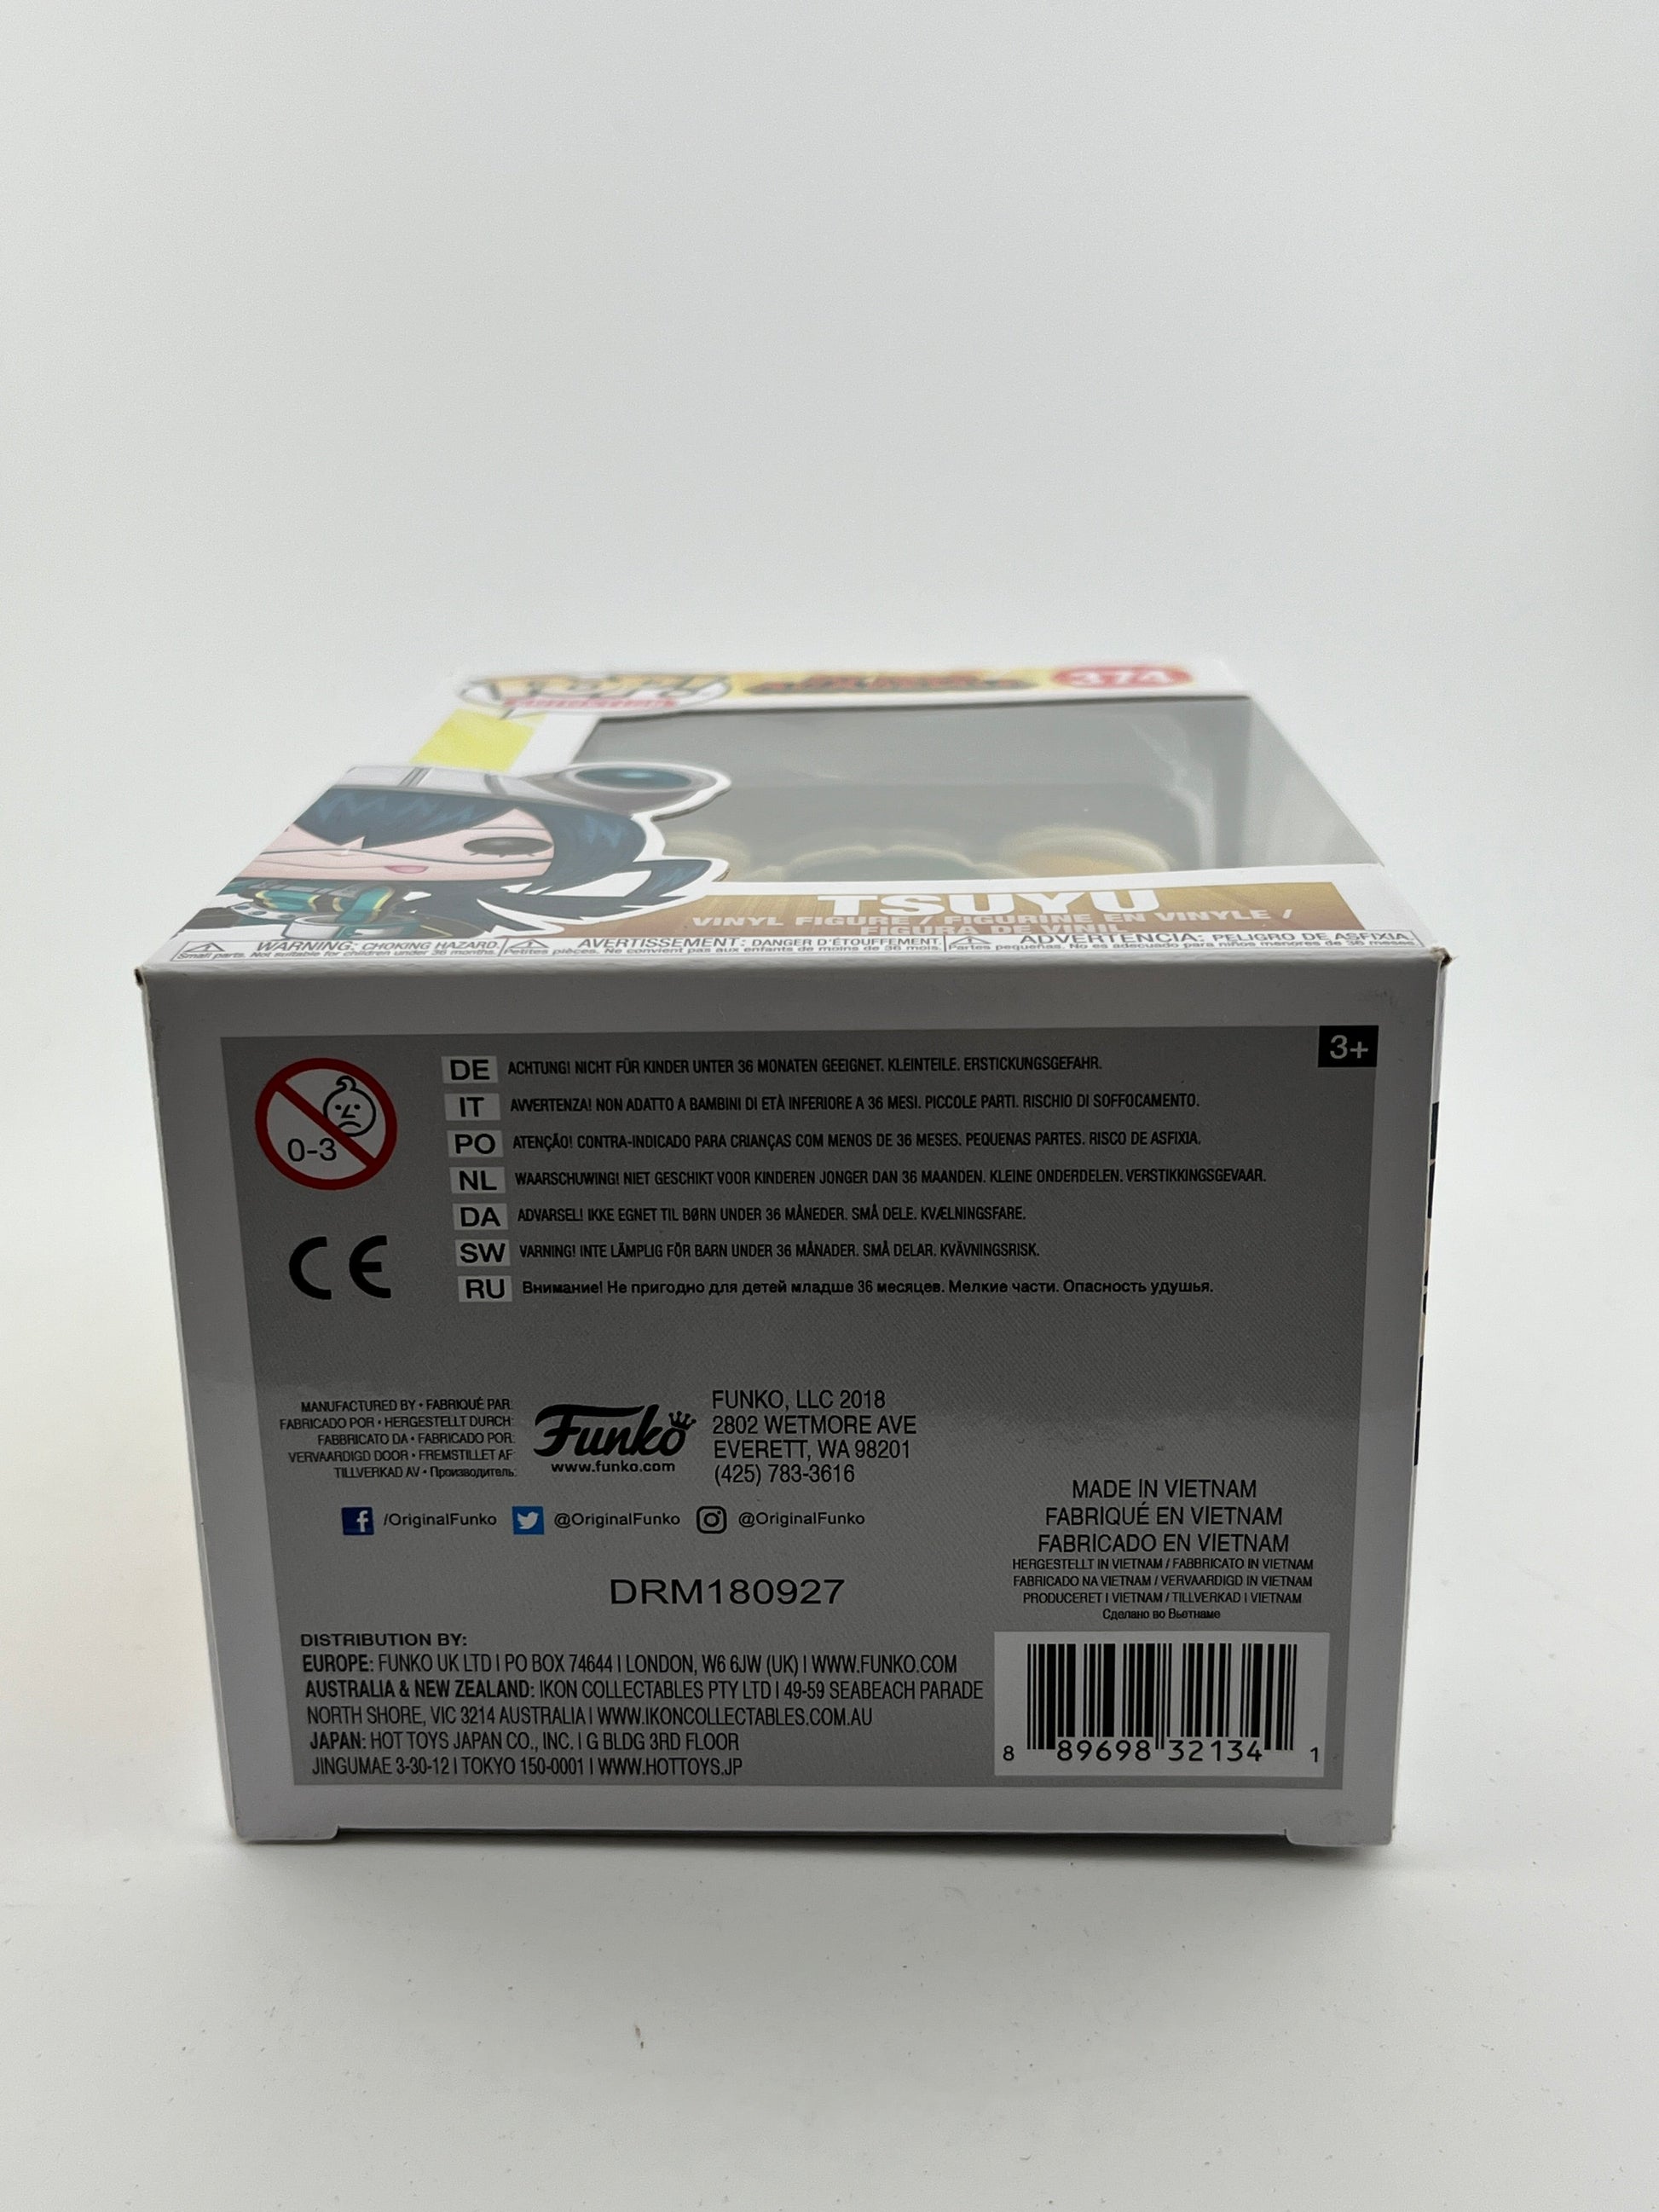 POP!
374
TSUYU
VINYL FIGURE / FIGURINE EN VINYLE /
FIGURA DE VINIL
WARNING: CHOKING HAZARD.
Small parts. Not suitable for children under 36 months.
AVERTISSEMENT: DANGER D'ÉTOUFFEMENT.
Petites pièces. Ne convient pas aux enfants de moins de 36 mois.
ADVERTENCIA: PELIGRO DE ASFIXIA.
Partes pequeñas. No es adecuado para niños menores de 36 meses.
3+
0-3
DE ACHTUNG! NICHT FÜR KINDER UNTER 36 MONATEN GEEIGNET. KLEINTEILE. ERSTICKUNGSGEFAHR.
IT AVVERTENZA! NON ADATTO A BAMBINI DI ETÀ INFERIORE A 36 MESI. PICCOLE PARTI. RISCHIO DI SOFFOCAMENTO.
PO ATENÇÃO! CONTRA-INDICADO PARA CRIANÇAS COM MENOS DE 36 MESES. PEQUENAS PARTES. RISCO DE ASFIXIA.
NL WAARSCHUWING! NIET GESCHIKT VOOR KINDEREN JONGER DAN 36 MAANDEN. KLEINE ONDERDELEN. VERSTIKKINGSGEVAAR.
DA ADVARSEL! IKKE EGNET TIL BØRN UNDER 36 MÅNEDER. SMÅ DELE. KVÆLNINGSFARE.
SW VARNING! INTE LÄMPLIG FÖR BARN UNDER 36 MÅNADER. SMÅ DELAR. KVÄVNINGSRISK.
RU Внимание! Не пригодно для детей младше 36 месяцев. Мелкие части. Опасность удушья.
CE
MANUFACTURED BY • FABRIQUÉ PAR:
FABRICADO POR • HERGESTELLT DURCH:
FABBRICATO DA • FABRICADO POR:
VERVAARDIGD DOOR • FREMSTILLET AF:
TILLVERKAD AV • Производитель:
Funko
www.funko.com
FUNKO, LLC 2018
2802 WETMORE AVE
EVERETT, WA 98201
(425) 783-3616
/OriginalFunko @OriginalFunko @OriginalFunko
DRM180927
MADE IN VIETNAM
FABRIQUÉ EN VIETNAM
FABRICADO EN VIETNAM
HERGESTELLT IN VIETNAM / FABBRICATO IN VIETNAM
FABRICADO NA VIETNAM / VERVAARDIGD IN VIETNAM
PRODUCERET I VIETNAM / TILLVERKAD I VIETNAM
Сделано во Вьетнаме
DISTRIBUTION BY:
EUROPE: FUNKO UK LTD | PO BOX 74644 | LONDON, W6 6JW (UK) | WWW.FUNKO.COM
AUSTRALIA & NEW ZEALAND: IKON COLLECTABLES PTY LTD | 49-59 SEABEACH PARADE
NORTH SHORE, VIC 3214 AUSTRALIA | WWW.IKONCOLLECTABLES.COM.AU
JAPAN: HOT TOYS JAPAN CO., INC. | G BLDG 3RD FLOOR
JINGUMAE 3-30-12 | TOKYO 150-0001 | WWW.HOTTOYS.JP
8 89698 32134 1